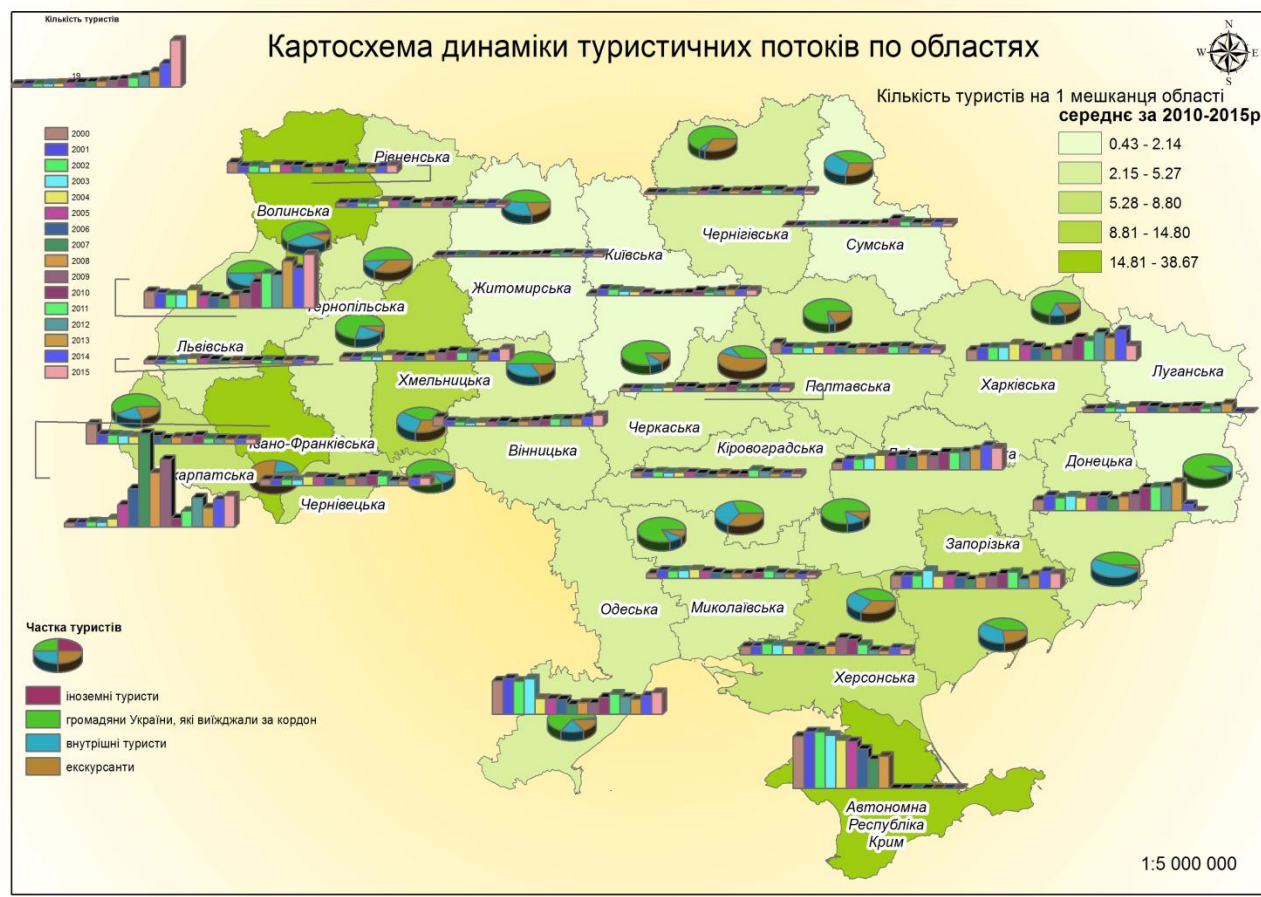 Кількість туристів
19
Картосхема динаміки туристичних потоків по областях
N
W
E
S
Кількість туристів на 1 мешканця області
середнє за 2010-2015р
0.43 - 2.14
2.15 - 5.27
5.28 - 8.80
8.81 - 14.80
14.81 - 38.67
2000
2001
2002
2003
2004
2005
2006
2007
2008
2009
2010
2011
2012
2013
2014
2015
Рівненська
Волинська
Чернігівська
Сумська
Київська
Житомирська
Тернопільська
Львівська
Хмельницька
Полтавська
Харківська
Луганська
Івано-Франківська
Вінницька
Черкаська
Кіровоградська
Донецька
карпатська
Чернівецька
Запорізька
Одеська
Миколаївська
Херсонська
Автономна
Республіка
Крим
Частка туристів
іноземні туристи
громадяни України, які виїжджали за кордон
внутрішні туристи
екскурсанти
1:5 000 000